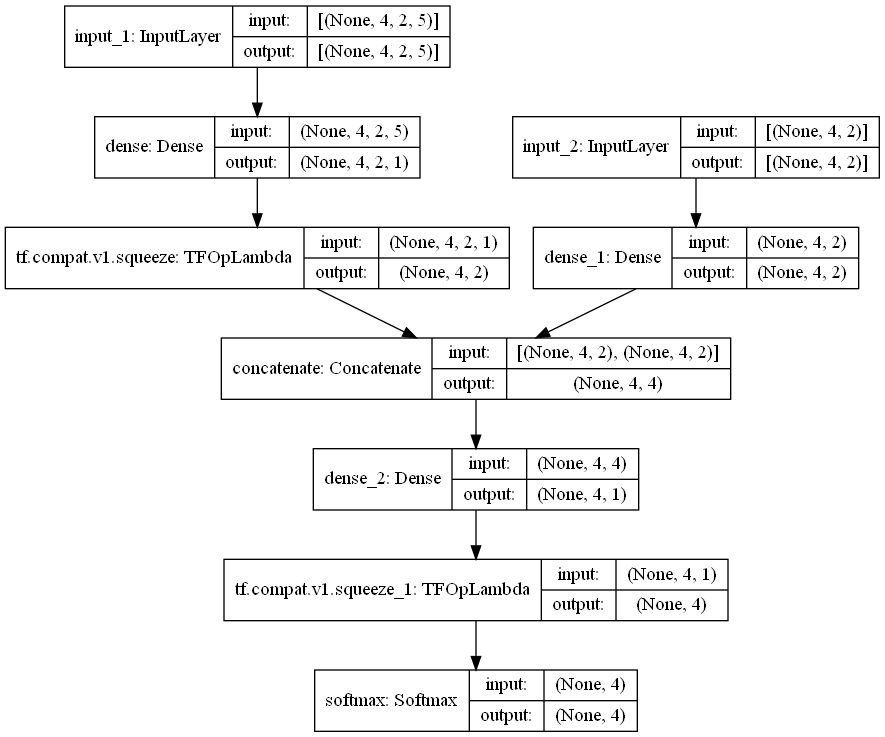 input_1: InputLayer
input: [(None, 4, 2, 5)]
output: [(None, 4, 2, 5)]
dense: Dense
input: (None, 4, 2, 5)
output: (None, 4, 2, 1)
input_2: InputLayer
input: [(None, 4, 2)]
output: [(None, 4, 2)]
tf.compat.v1.squeeze: TFOpLambda
input: (None, 4, 2, 1)
output: (None, 4, 2)
dense_1: Dense
input: (None, 4, 2)
output: (None, 4, 2)
concatenate: Concatenate
input: [(None, 4, 2), (None, 4, 2)]
output: (None, 4, 4)
dense_2: Dense
input: (None, 4, 4)
output: (None, 4, 1)
tf.compat.v1.squeeze_1: TFOpLambda
input: (None, 4, 1)
output: (None, 4)
softmax: Softmax
input: (None, 4)
output: (None, 4)